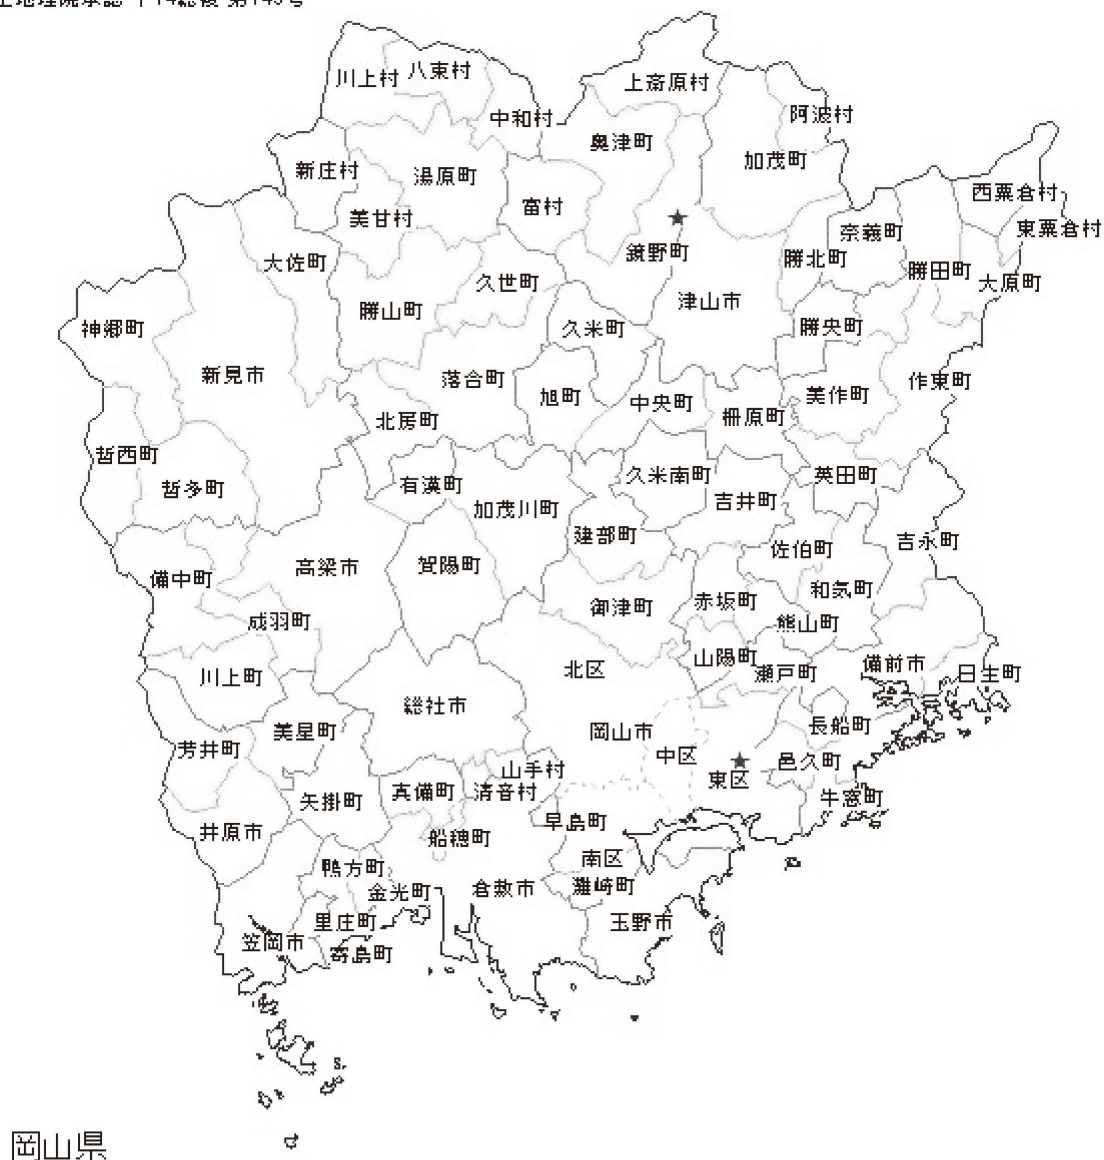 川上村
八束村
上斎原村
中和村
阿波村
奥津町
加茂町
新庄村
湯原町
西粟倉村
富村
美甘村
奈義町
東粟倉村
鏡野町
勝北町
大佐町
勝田町
久世町
大原町
津山市
勝山町
神郷町
久米町
勝央町
新見市
落合町
作東町
旭町
美作町
中央町
柵原町
北房町
哲西町
久米南町
英田町
有漢町
哲多町
吉井町
加茂川町
建部町
吉永町
佐伯町
高梁市
賀陽町
備中町
和気町
赤坂町
御津町
成羽町
熊山町
山陽町
備前市
北区
瀬戸町
日生町
川上町
総社市
長船町
美星町
岡山市
芳井町
中区
邑久町
山手村
東区
真備町
清音村
牛窓町
矢掛町
早島町
井原市
船穂町
南区
鴨方町
灘崎町
倉敷市
金光町
里庄町
玉野市
笠岡市
寄島町
岡山県